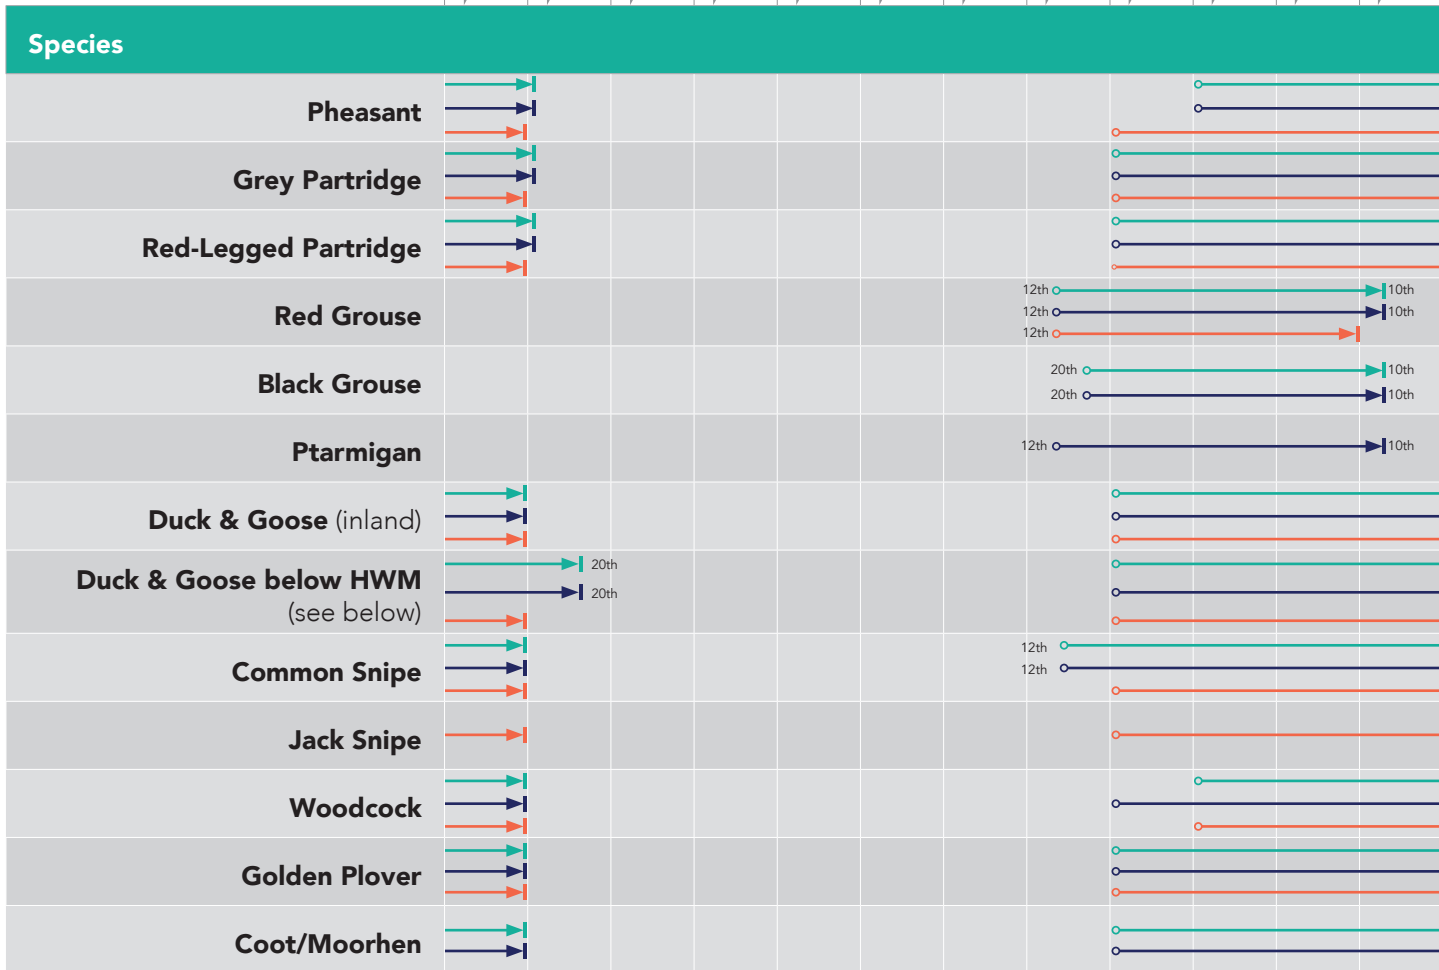 Species
Pheasant
Grey Partridge
Red-Legged Partridge
12th 10th
Red Grouse 12th 10th
12th
Black Grouse 20th 10th
20th 10th
Ptarmigan 12th 10th
Duck & Goose (inland)
20th
Duck & Goose below HWM 20th
(see below)
12th
Common Snipe 12th
Jack Snipe
Woodcock
Golden Plover
Coot/Moorhen